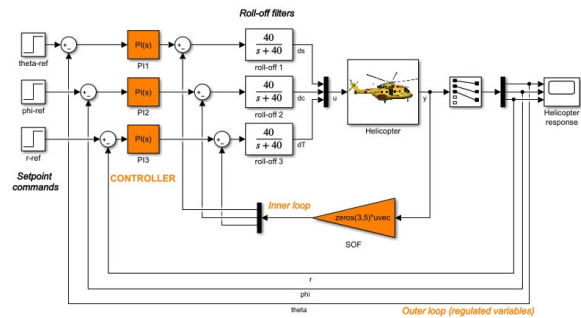 Roll-off filters
theta-ref
PI(s)
PI1
40
s + 40
roll-off 1
ds
phi-ref
PI(s)
PI2
40
s + 40
roll-off 2
dc
u
Helicopter
y
Helicopter
response
r-ref
PI(s)
PI3
40
s + 40
roll-off 3
dT
Setpoint
commands
CONTROLLER
Inner loop
zeros(3,5)*uvec
SOF
r
phi
theta
Outer loop (regulated variables)